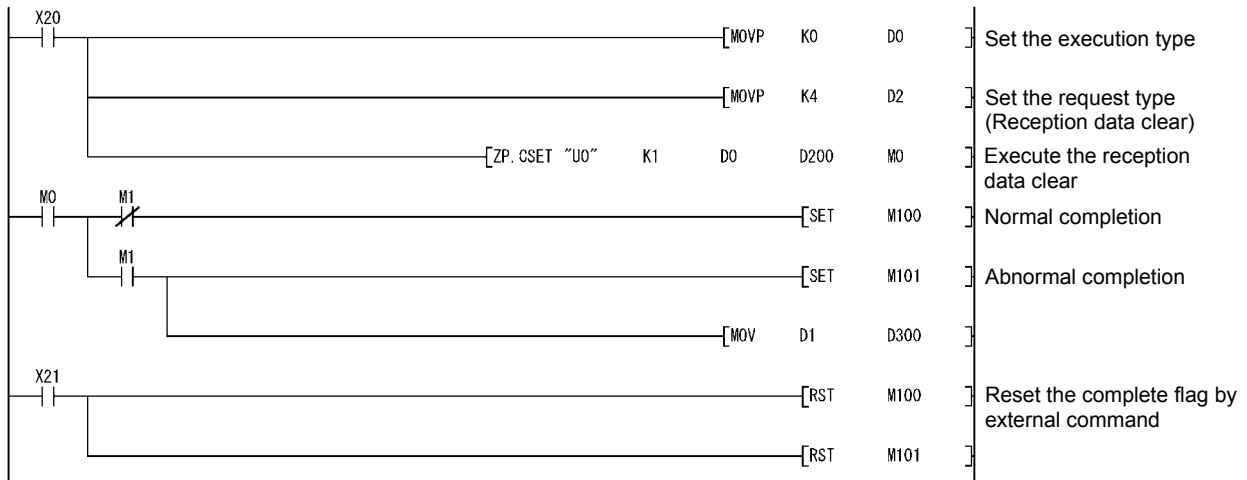 X20
[MOVP K0 D0 ] Set the execution type
[MOVP K4 D2 ] Set the request type
(Reception data clear)
[ZP.CSET "U0" K1 D0 D200 M0 ] Execute the reception
data clear
M0 M1
[SET M100 ] Normal completion
M1
[SET M101 ] Abnormal completion
[MOV D1 D300 ]
X21
[RST M100 ] Reset the complete flag by
external command
[RST M101 ]